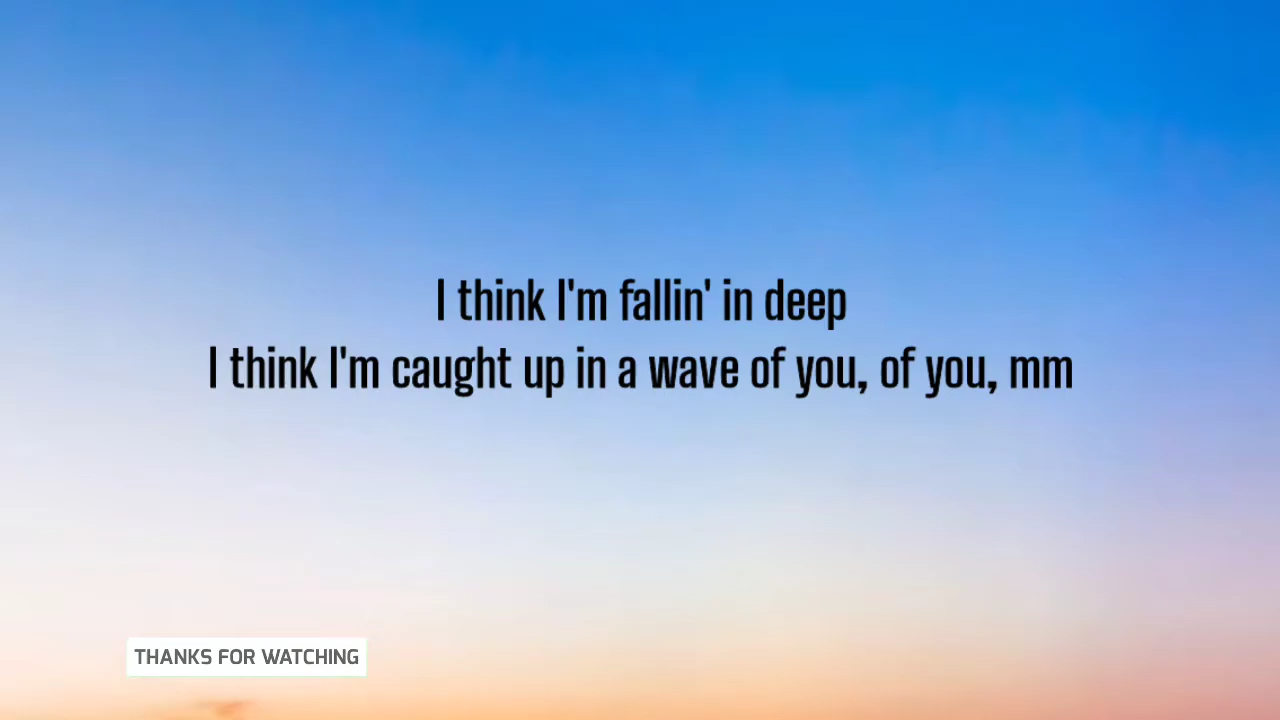 I think I'm fallin' in deep
I think I'm caught up in a wave of you, of you, mm
THANKS FOR WATCHING